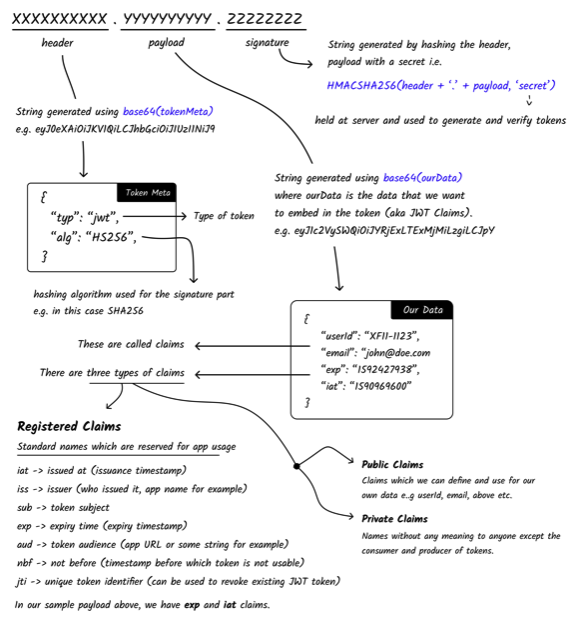 XXXXXXXXXX . YYYYYYYYYY . ZZZZZZZZ
header
payload
signature
String generated by hashing the header,
payload with a secret i.e.
HMACSHA256(header + '.' + payload, 'secret')
held at server and used to generate and verify tokens
String generated using base64(tokenMeta)
e.g. eyJ0eXAiOiJKV1QiLCJhbGciOiJIUzI1NiJ9
Token Meta
{
"typ": "jwt",
"alg": "HS256",
}
Type of token
hashing algorithm used for the signature part
e.g. in this case SHA256
String generated using base64(ourData)
where ourData is the data that we want
to embed in the token (aka JWT Claims).
e.g. eyJ1c2VySWQiOiJYRjExLTExMjMiLzgiLCJpY
Our Data
{
"userId": "XF11-1123",
"email": "john@doe.com
"exp": "1592427938",
"iat": "1590969600"
}
These are called claims
There are three types of claims
Registered Claims
Standard names which are reserved for app usage
iat -> issued at (issuance timestamp)
iss -> issuer (who issued it, app name for example)
sub -> token subject
exp -> expiry time (expiry timestamp)
aud -> token audience (app URL or some string for example)
nbf -> not before (timestamp before which token is not usable)
jti -> unique token identifier (can be used to revoke existing JWT token)
In our sample payload above, we have exp and iat claims.
Public Claims
Claims which we can define and use for our
own data e..g userId, email, above etc.
Private Claims
Names without any meaning to anyone except the
consumer and producer of tokens.